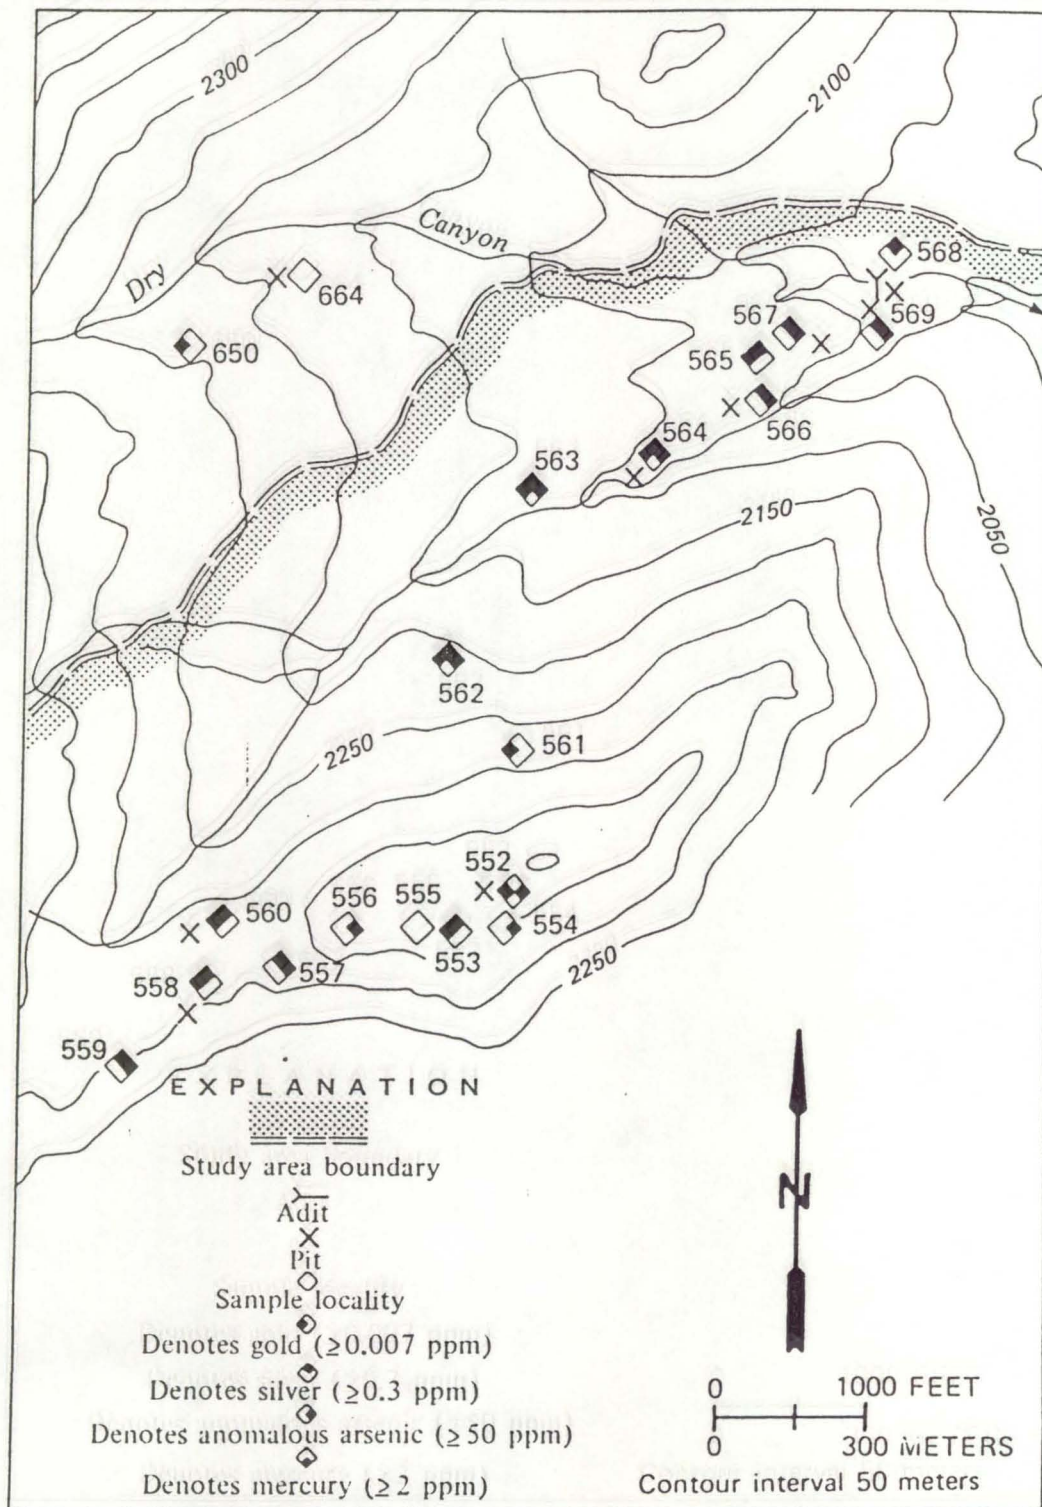 2300
2100
Canyon
Dry
568
664
569
567
650
565
566
564
563
2150
2050
562
2250
561
552
560
556
555
554
553
557
558
2250
559
EXPLANATION
Study area boundary
Adit
Pit
Sample locality
Denotes gold (≥0.007 ppm)
Denotes silver (≥0.3 ppm)
Denotes anomalous arsenic (≥50 ppm)
Denotes mercury (≥2 ppm)
N
0 1000 FEET
0 300 METERS
Contour interval 50 meters